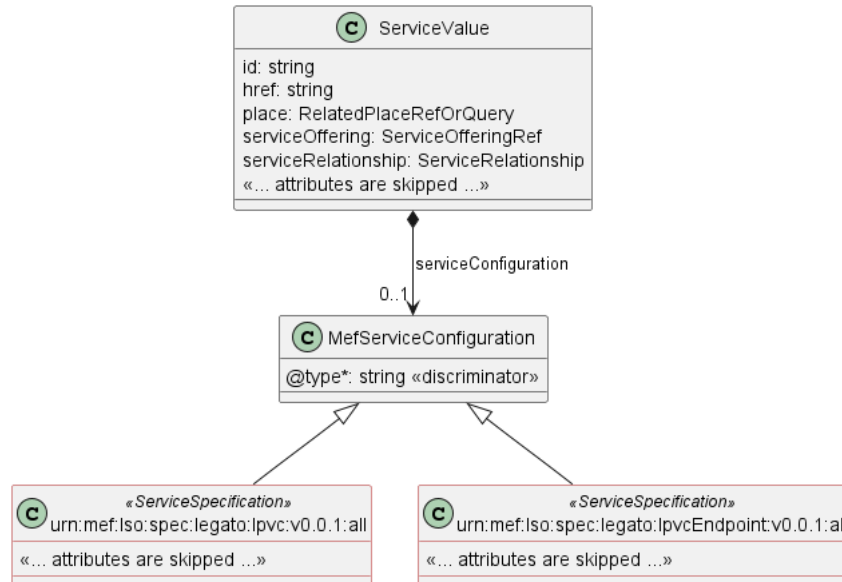 C ServiceValue
id: string
href: string
place: RelatedPlaceRefOrQuery
serviceOffering: ServiceOfferingRef
serviceRelationship: ServiceRelationship
«... attributes are skipped ...»
serviceConfiguration
0..1
C MefServiceConfiguration
@type*: string «discriminator»
C «ServiceSpecification»
urn:mef:lso:spec:legato:Ipvc:v0.0.1:all
«... attributes are skipped ...»
C «ServiceSpecification»
urn:mef:lso:spec:legato:IpvcEndpoint:v0.0.1:al
«... attributes are skipped ...»